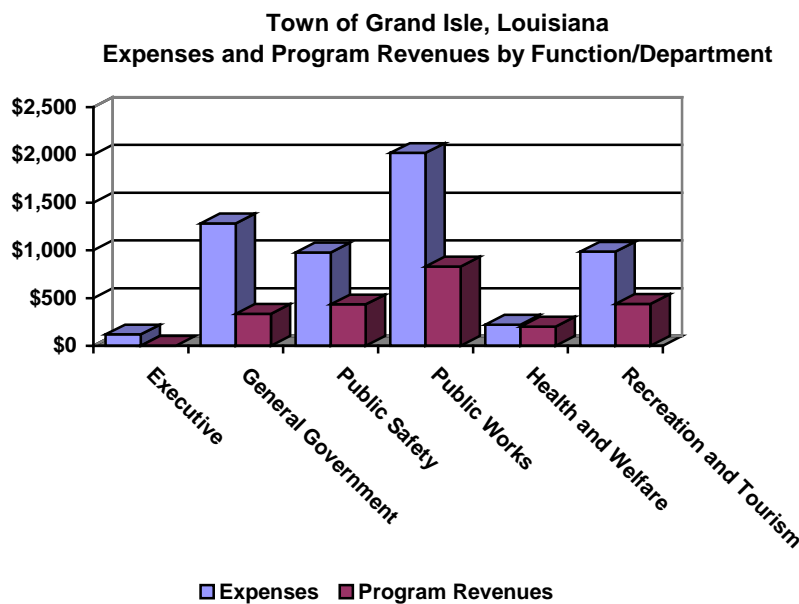 Town of Grand Isle, Louisiana
Expenses and Program Revenues by Function/Department
$2,500
$2,000
$1,500
$1,000
$500
$0
Executive
General Government
Public Safety
Public Works
Health and Welfare
Recreation and Tourism
Expenses
Program Revenues